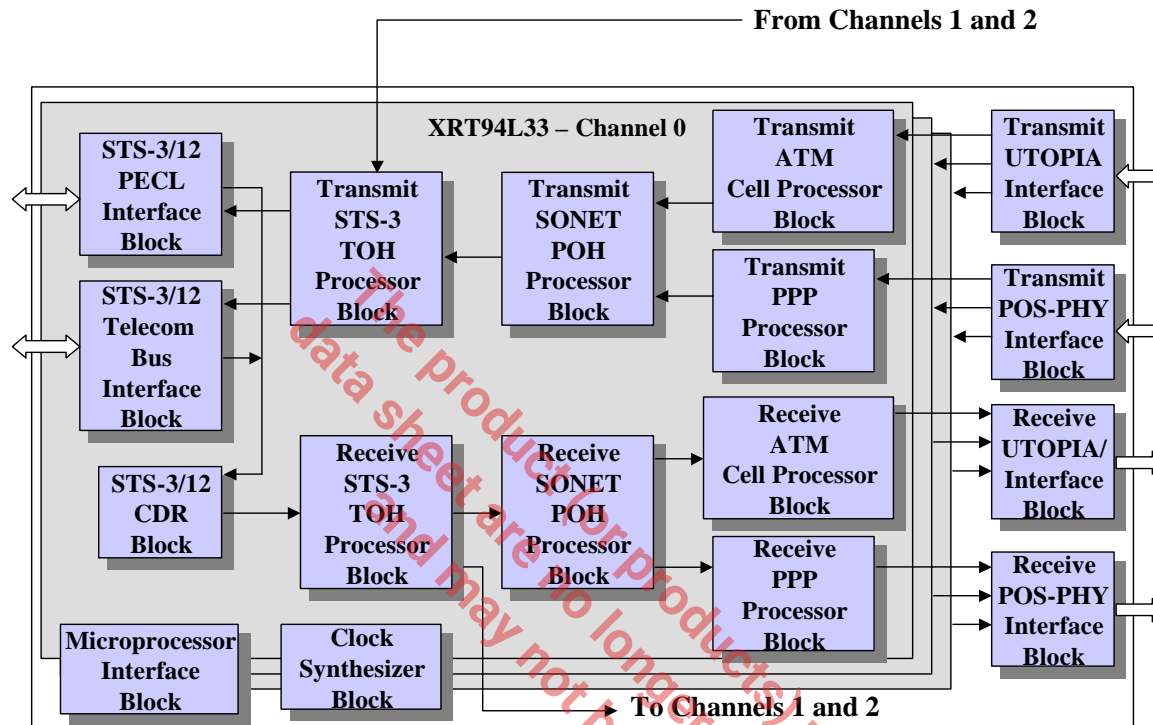 From Channels 1 and 2
XRT94L33 – Channel 0
STS-3/12
PECL
Interface
Block
Transmit
STS-3
TOH
Processor
Block
Transmit
SONET
POH
Processor
Block
Transmit
ATM
Cell Processor
Block
Transmit
UTOPIA
Interface
Block
STS-3/12
Telecom
Bus
Interface
Block
Transmit
PPP
Processor
Block
Transmit
POS-PHY
Interface
Block
STS-3/12
CDR
Block
Receive
STS-3
TOH
Processor
Block
Receive
SONET
POH
Processor
Block
Receive
ATM
Cell Processor
Block
Receive
UTOPIA/
Interface
Block
Receive
PPP
Processor
Block
Receive
POS-PHY
Interface
Block
Microprocessor
Interface
Block
Clock
Synthesizer
Block
To Channels 1 and 2
The product (or products)
data sheet are no longer
and may not